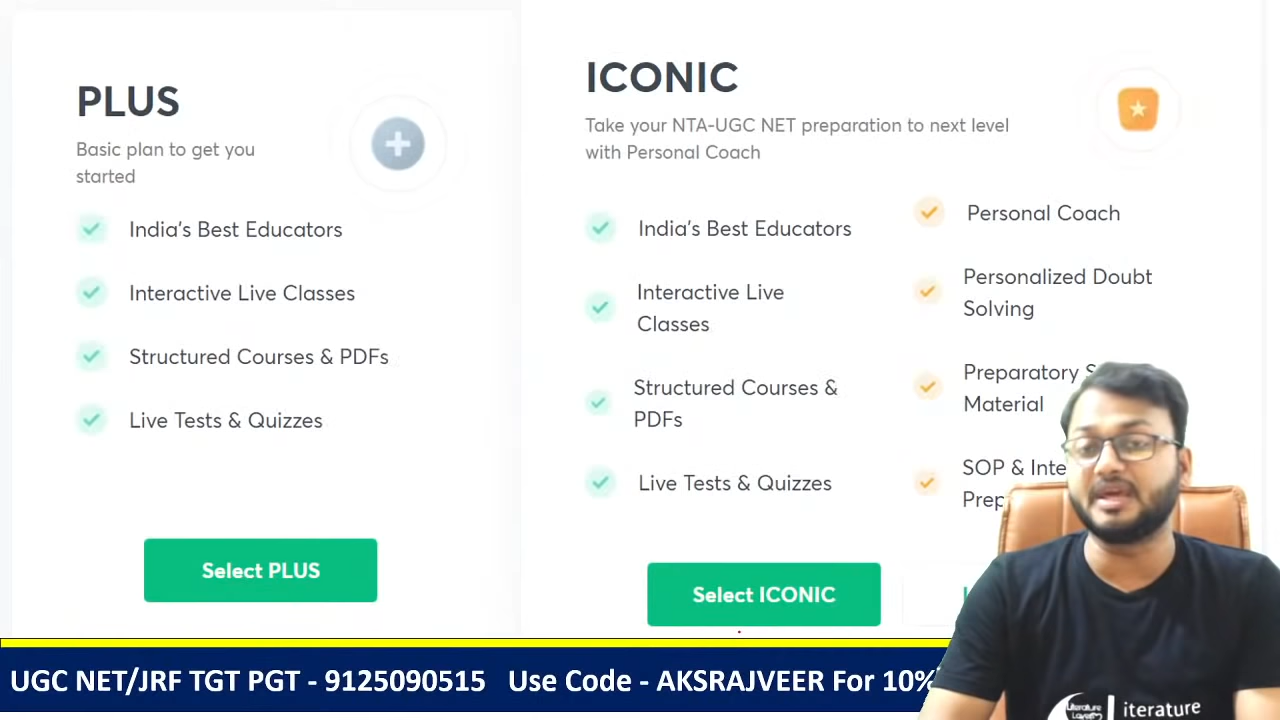 PLUS
Basic plan to get you
started
India's Best Educators
Interactive Live Classes
Structured Courses & PDFs
Live Tests & Quizzes
Select PLUS
ICONIC
Take your NTA-UGC NET preparation to next level
with Personal Coach
India's Best Educators
Interactive Live
Classes
Structured Courses &
PDFs
Live Tests & Quizzes
Personal Coach
Personalized Doubt
Solving
Preparatory
Material
SOP &
Select ICONIC
UGC NET/JRF TGT PGT - 9125090515 Use Code - AKSRAJVEER For 10%
Literature
iterature